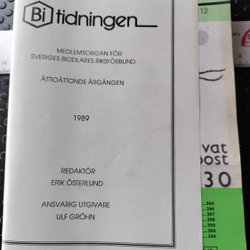 Bi tidningen
MEDLEMSORGAN FÖR
SVERIGES BIODLARES RIKSFÖRBUND
ÅTTIOÅTTONDE ÅRGÅNGEN
1989
REDAKTÖR
ERIK ÖSTERLUND
ANSVARIG UTGIVARE
ULF GRÖHN
12
vat
post
30